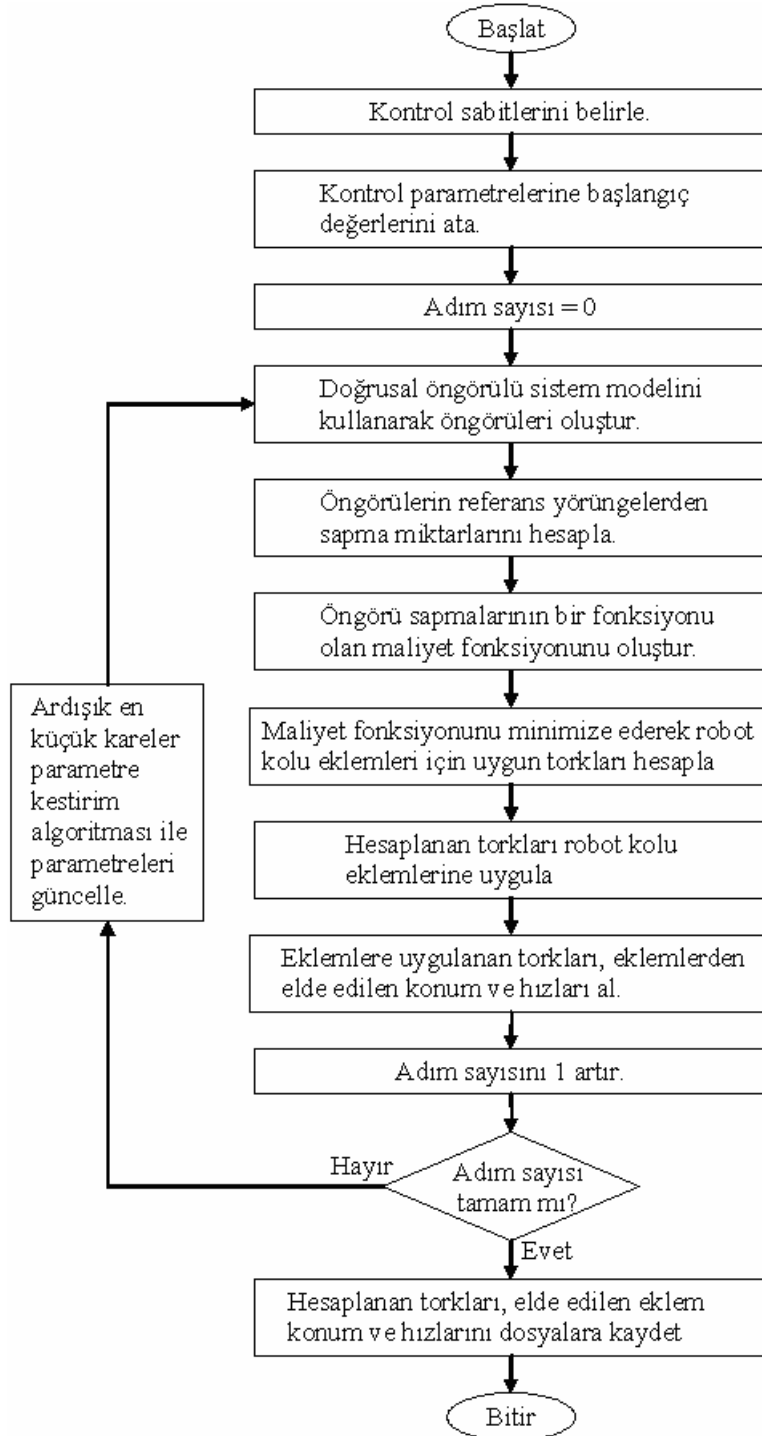 Başlat
Kontrol sabitlerini belirle.
Kontrol parametrelerine başlangıç
değerlerini ata.
Adım sayısı = 0
Doğrusal öngörülü sistem modelini
kullanarak öngörüleri oluştur.
Öngörülerin referans yörüngelerden
sapma miktarlarını hesapla.
Öngörü sapmalarının bir fonksiyonu
olan maliyet fonksiyonunu oluştur.
Maliyet fonksiyonunu minimize ederek robot
kolu eklemleri için uygun torkları hesapla
Hesaplanan torkları robot kolu
eklemlerine uygula
Eklemlere uygulanan torkları, eklemlerden
elde edilen konum ve hızları al.
Adım sayısını 1 artır.
Adım sayısı
tamam mı?
Hayır
Ardışık en
küçük kareler
parametre
kestirim
algoritması ile
parametreleri
güncelle.
Evet
Hesaplanan torkları, elde edilen eklem
konum ve hızlarını dosyalara kaydet
Bitir